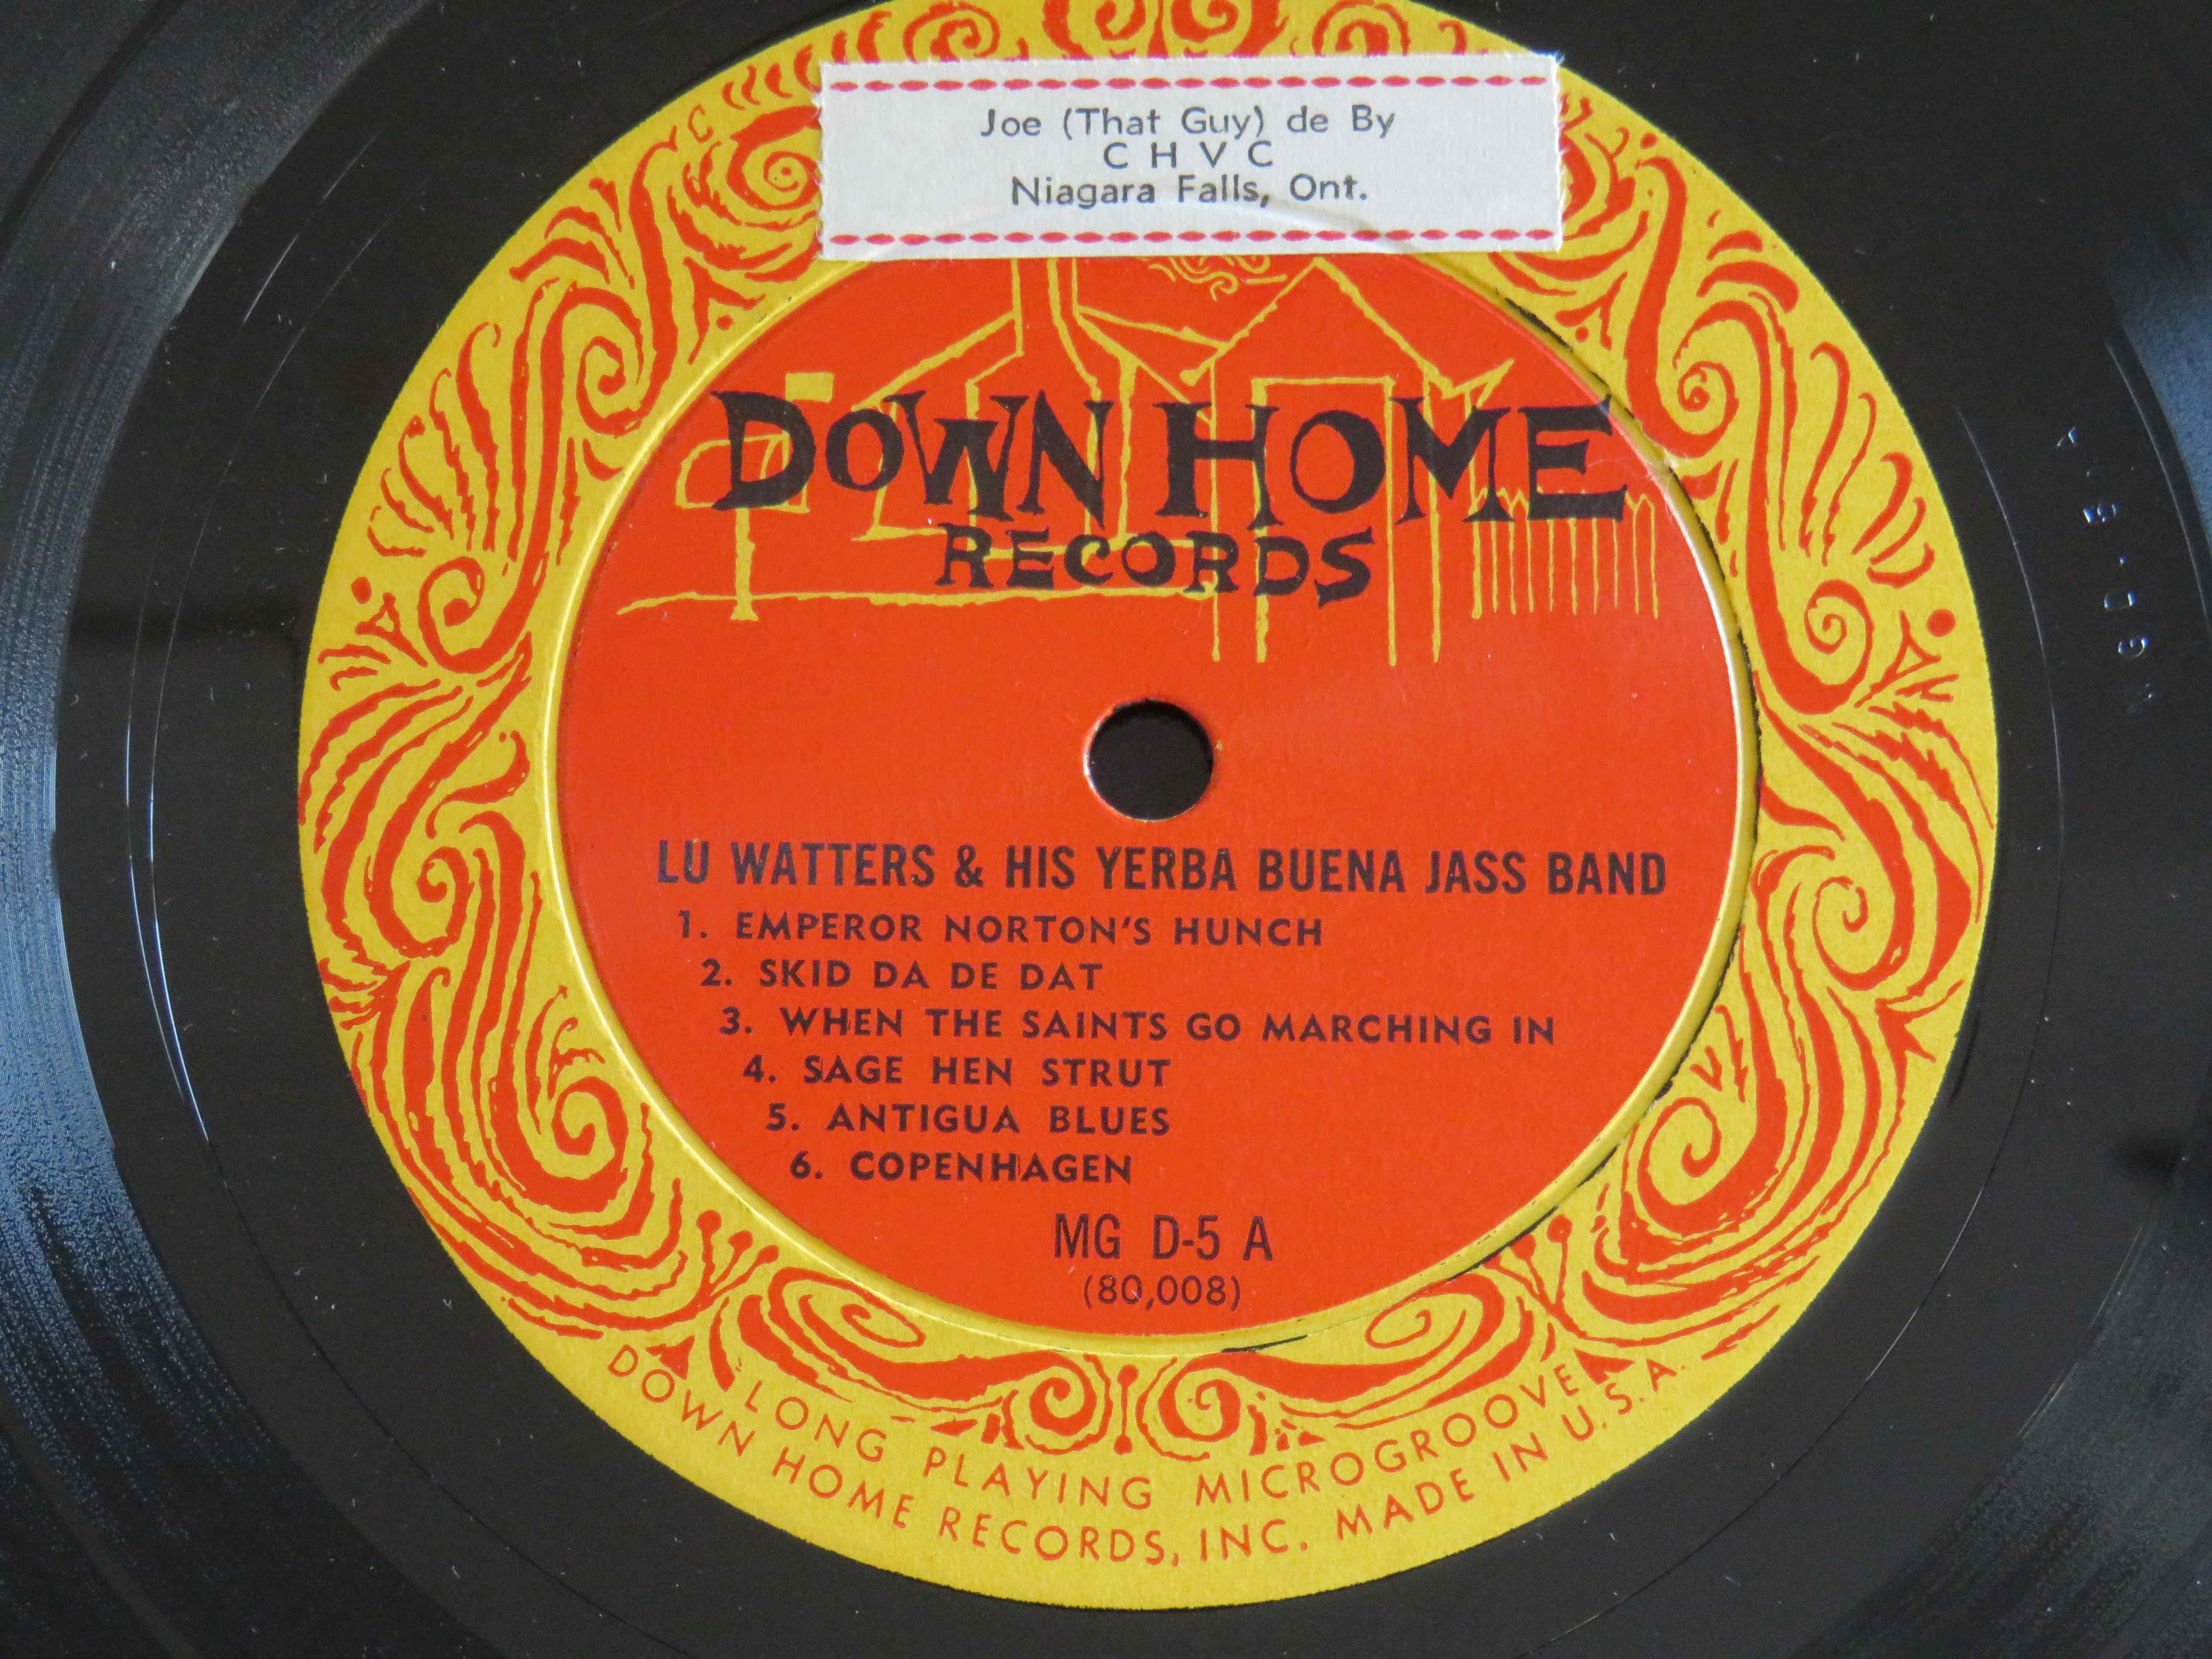 Joe (That Guy) de By
C H V C
Niagara Falls, Ont.
DOWN HOME
RECORDS
LU WATTERS & HIS YERBA BUENA JASS BAND
1. EMPEROR NORTON'S HUNCH
2. SKID DA DE DAT
3. WHEN THE SAINTS GO MARCHING IN
4. SAGE HEN STRUT
5. ANTIGUA BLUES
6. COPENHAGEN
MG D-5 A
(80,008)
LONG PLAYING MICROGROOVE
DOWN HOME RECORDS, INC. MADE IN U.S.A.